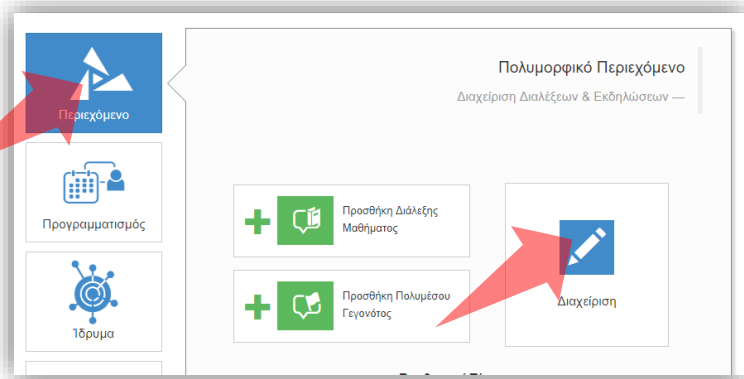 Περιεχόμενο
Προγραμματισμός
Ίδρυμα
Πολυμορφικό Περιεχόμενο
Διαχείριση Διαλέξεων & Εκδηλώσεων —
Προσθήκη Διάλεξης
Μαθήματος
Προσθήκη Πολυμέσου
Γεγονότος
Διαχείριση